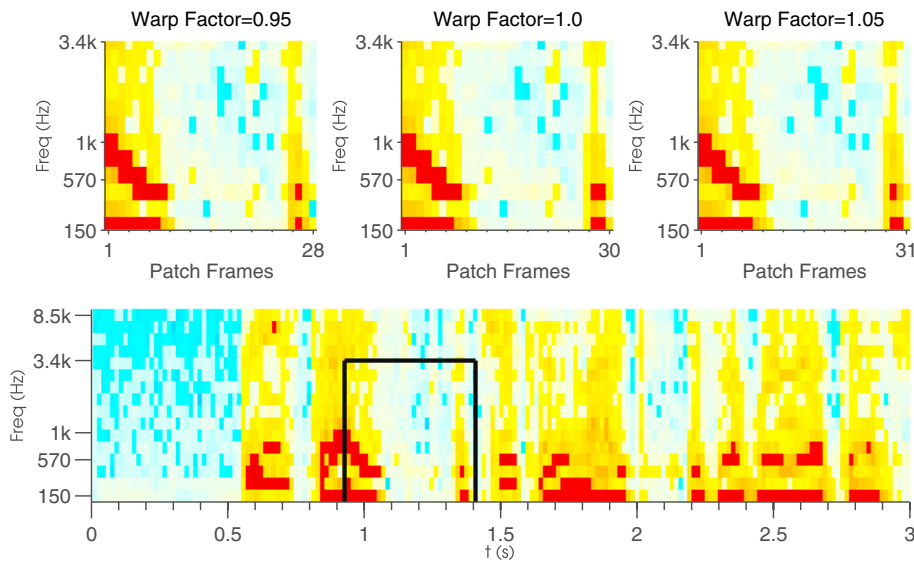 Warp Factor=0.95 Warp Factor=1.0 Warp Factor=1.05
3.4k 3.4k 3.4k
Freq (Hz) Freq (Hz) Freq (Hz)
1k 1k 1k
570 570 570
150 150 150
1 28 1 30 1 31
Patch Frames Patch Frames Patch Frames
8.5k
3.4k
Freq (Hz)
1k
570
150
0 0.5 1 1.5 2 2.5 3
t (s)